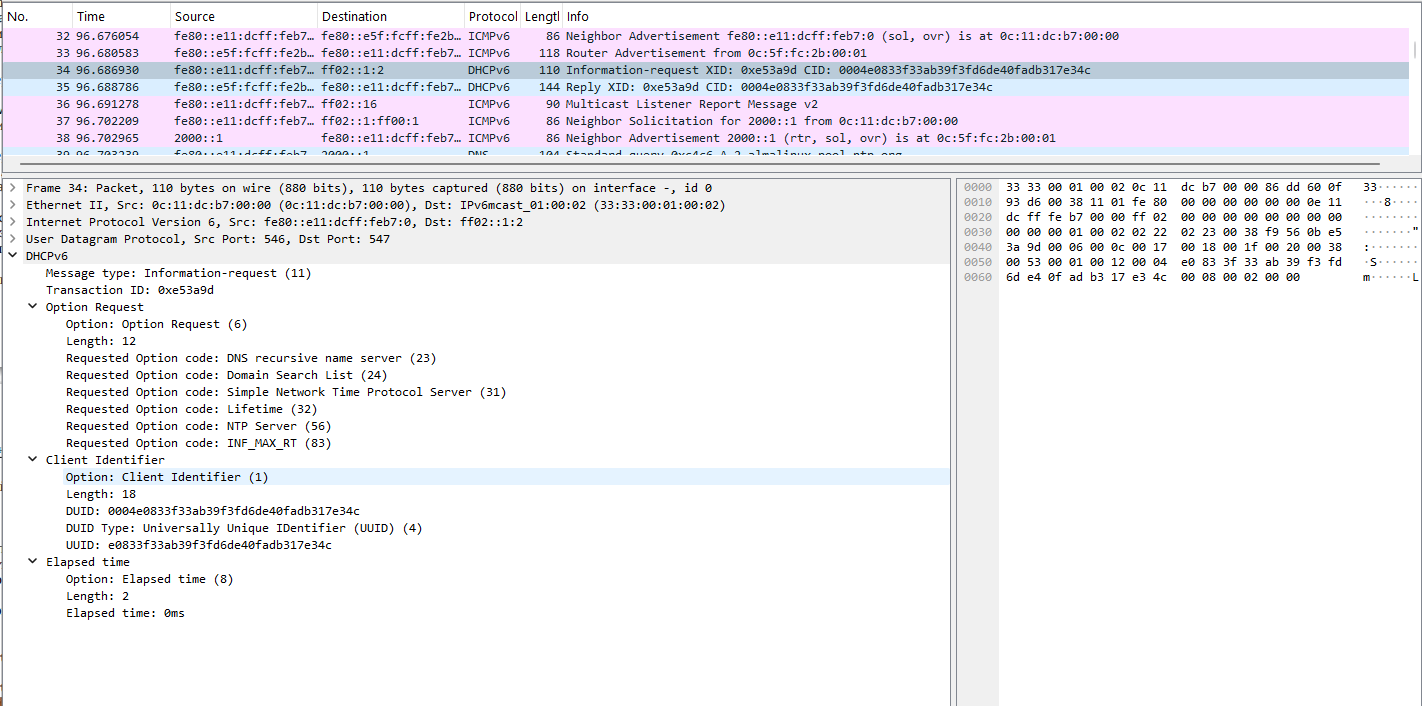 No. Time Source Destination Protocol Lengtl Info
32 96.676054 fe80::e11:dcff:feb7… fe80::e5f:fcff:fe2b… ICMPv6 86 Neighbor Advertisement fe80::e11:dcff:feb7:0 (sol, ovr) is at 0c:11:dc:b7:00:00
33 96.680583 fe80::e5f:fcff:fe2b… fe80::e11:dcff:feb7… ICMPv6 118 Router Advertisement from 0c:5f:fc:2b:00:01
34 96.686930 fe80::e11:dcff:feb7… ff02::1:2 DHCPv6 110 Information-request XID: 0xe53a9d CID: 0004e0833f33ab39f3fd6de40fadb317e34c
35 96.688786 fe80::e5f:fcff:fe2b… fe80::e11:dcff:feb7… DHCPv6 144 Reply XID: 0xe53a9d CID: 0004e0833f33ab39f3fd6de40fadb317e34c
36 96.691278 fe80::e11:dcff:feb7… ff02::16 ICMPv6 90 Multicast Listener Report Message v2
37 96.702209 fe80::e11:dcff:feb7… ff02::1:ff00:1 ICMPv6 86 Neighbor Solicitation for 2000::1 from 0c:11:dc:b7:00:00
38 96.702965 2000::1 fe80::e11:dcff:feb7… ICMPv6 86 Neighbor Advertisement 2000::1 (rtr, sol, ovr) is at 0c:5f:fc:2b:00:01
39 96.703239 fe80::e11:dcff:feb7… 2000::1 DNS 104 Standard query 0xc4c6 A 2.almalinux.pool.ntp.org
Frame 34: Packet, 110 bytes on wire (880 bits), 110 bytes captured (880 bits) on interface -, id 0
Ethernet II, Src: 0c:11:dc:b7:00:00 (0c:11:dc:b7:00:00), Dst: IPv6mcast_01:00:02 (33:33:00:01:00:02)
Internet Protocol Version 6, Src: fe80::e11:dcff:feb7:0, Dst: ff02::1:2
User Datagram Protocol, Src Port: 546, Dst Port: 547
DHCPv6
Message type: Information-request (11)
Transaction ID: 0xe53a9d
Option Request
Option: Option Request (6)
Length: 12
Requested Option code: DNS recursive name server (23)
Requested Option code: Domain Search List (24)
Requested Option code: Simple Network Time Protocol Server (31)
Requested Option code: Lifetime (32)
Requested Option code: NTP Server (56)
Requested Option code: INF_MAX_RT (83)
Client Identifier
Option: Client Identifier (1)
Length: 18
DUID: 0004e0833f33ab39f3fd6de40fadb317e34c
DUID Type: Universally Unique IDentifier (UUID) (4)
UUID: e0833f33ab39f3fd6de40fadb317e34c
Elapsed time
Option: Elapsed time (8)
Length: 2
Elapsed time: 0ms
0000 33 33 00 01 00 02 0c 11 dc b7 00 00 86 dd 60 0f 33······
0010 93 d6 00 38 11 01 fe 80 00 00 00 00 00 00 0e 11 ···8····
0020 dc ff fe b7 00 00 ff 02 00 00 00 00 00 00 00 00 ········
0030 00 00 00 01 00 02 02 22 02 23 00 38 f9 56 0b e5 ·······"
0040 3a 9d 00 06 00 0c 00 17 00 18 00 1f 00 20 00 38 :·······
0050 00 53 00 01 00 12 00 04 e0 83 3f 33 ab 39 f3 fd ·S······
0060 6d e4 0f ad b3 17 e3 4c 00 08 00 02 00 00 m······L